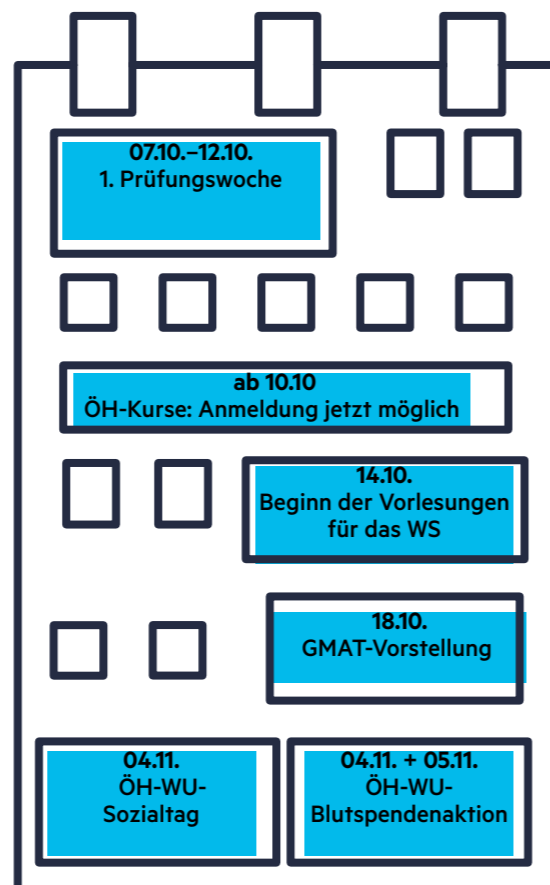 07.10.–12.10.
1. Prüfungswoche
ab 10.10
ÖH-Kurse: Anmeldung jetzt möglich
14.10.
Beginn der Vorlesungen
für das WS
18.10.
GMAT-Vorstellung
04.11.
ÖH-WU-
Sozialtag
04.11. + 05.11.
ÖH-WU-
Blutspendenaktion